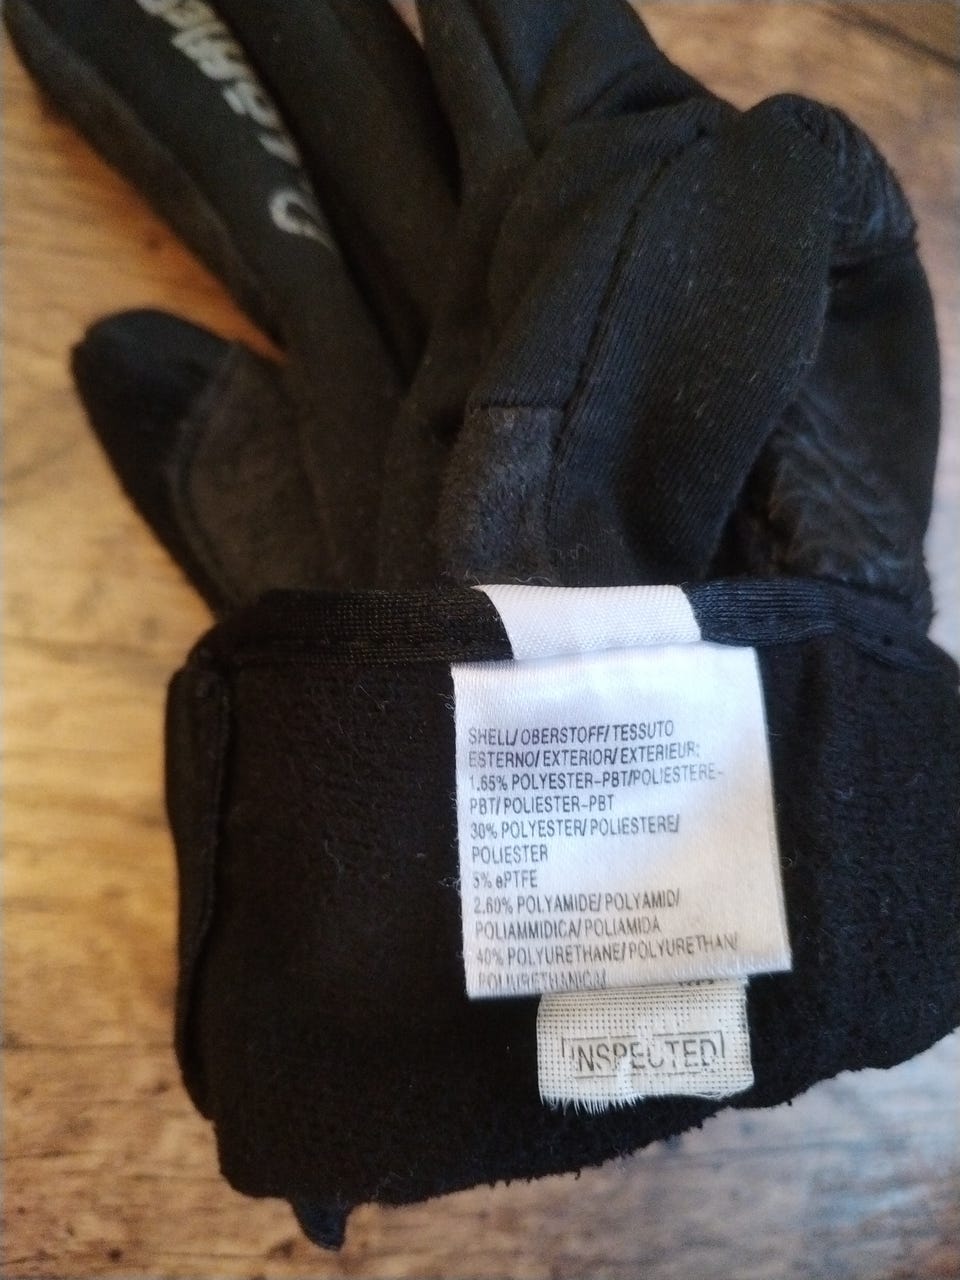 SHELL/ OBERSTOFF/ TESSUTO
ESTERNO/ EXTERIOR/ EXTERIEUR:
1.65% POLYESTER-PBT/POLIESTERE-
PBT/ POLIESTER-PBT
30% POLYESTER/ POLIESTERE/
POLIESTER
5% ePTFE
2.60% POLYAMIDE/ POLYAMID/
POLIAMMIDICA/ POLIAMIDA
40% POLYURETHANE/ POLYURETHAN/
POLIURETHANICA/
INSPECTED